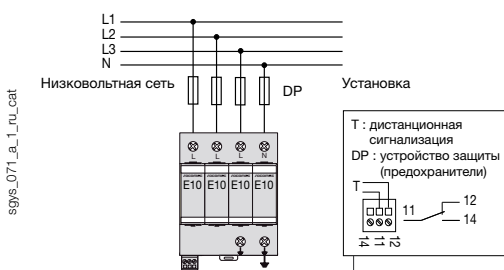 L1
L2
L3
N
Низковольтная сеть
DP
Установка
sgys_071_a_1_ru_cat
L L L N
E10 E10 E10 E10
T : дистанционная
сигнализация
DP : устройство защиты
(предохранители)
T
11
12
14
14 11 12